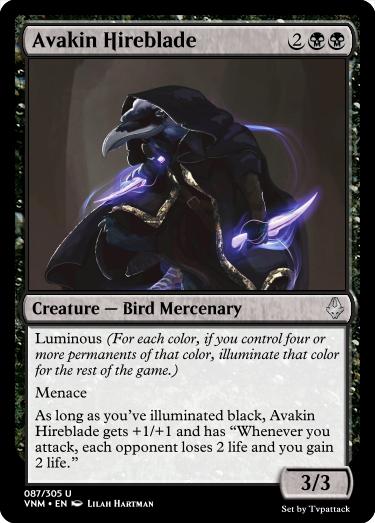 Avakin Hireblade 2
Creature — Bird Mercenary
Luminous (For each color, if you control four or
more permanents of that color, illuminate that color
for the rest of the game.)
Menace
As long as you've illuminated black, Avakin
Hireblade gets +1/+1 and has “Whenever you
attack, each opponent loses 2 life and you gain
2 life.”
3/3
087/305 U
VNM • EN Lilah Hartman
Set by Tvpattack